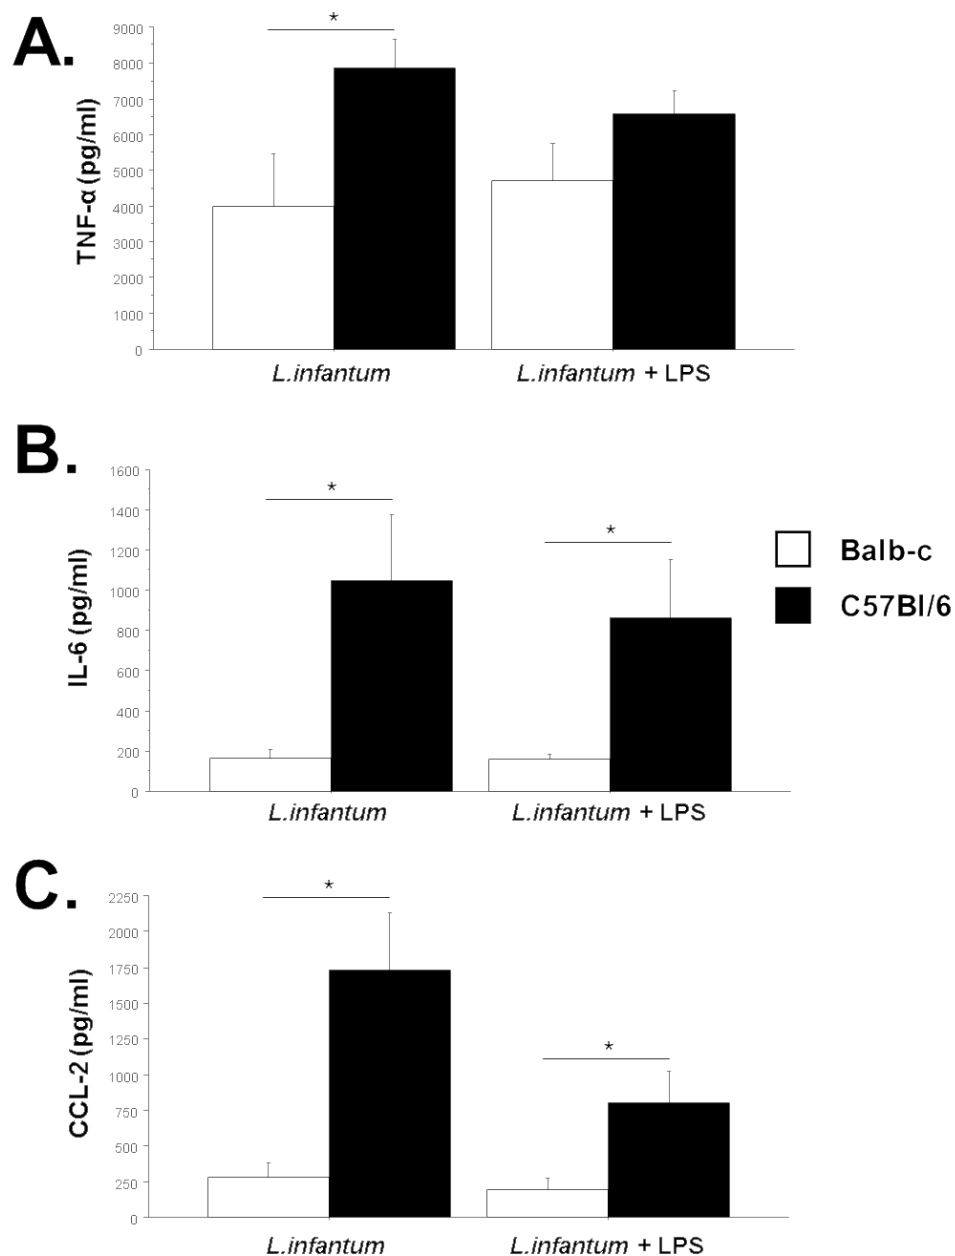 A.
*
TNF-α (pg/ml)
9000
8000
7000
6000
5000
4000
3000
2000
1000
0
L.infantum
L.infantum + LPS
B.
*
*
IL-6 (pg/ml)
1600
1400
1200
1000
800
600
400
200
0
L.infantum
L.infantum + LPS
Balb-c
C57Bl/6
C.
*
*
CCL-2 (pg/ml)
2250
2000
1750
1500
1250
1000
750
500
250
0
L.infantum
L.infantum + LPS